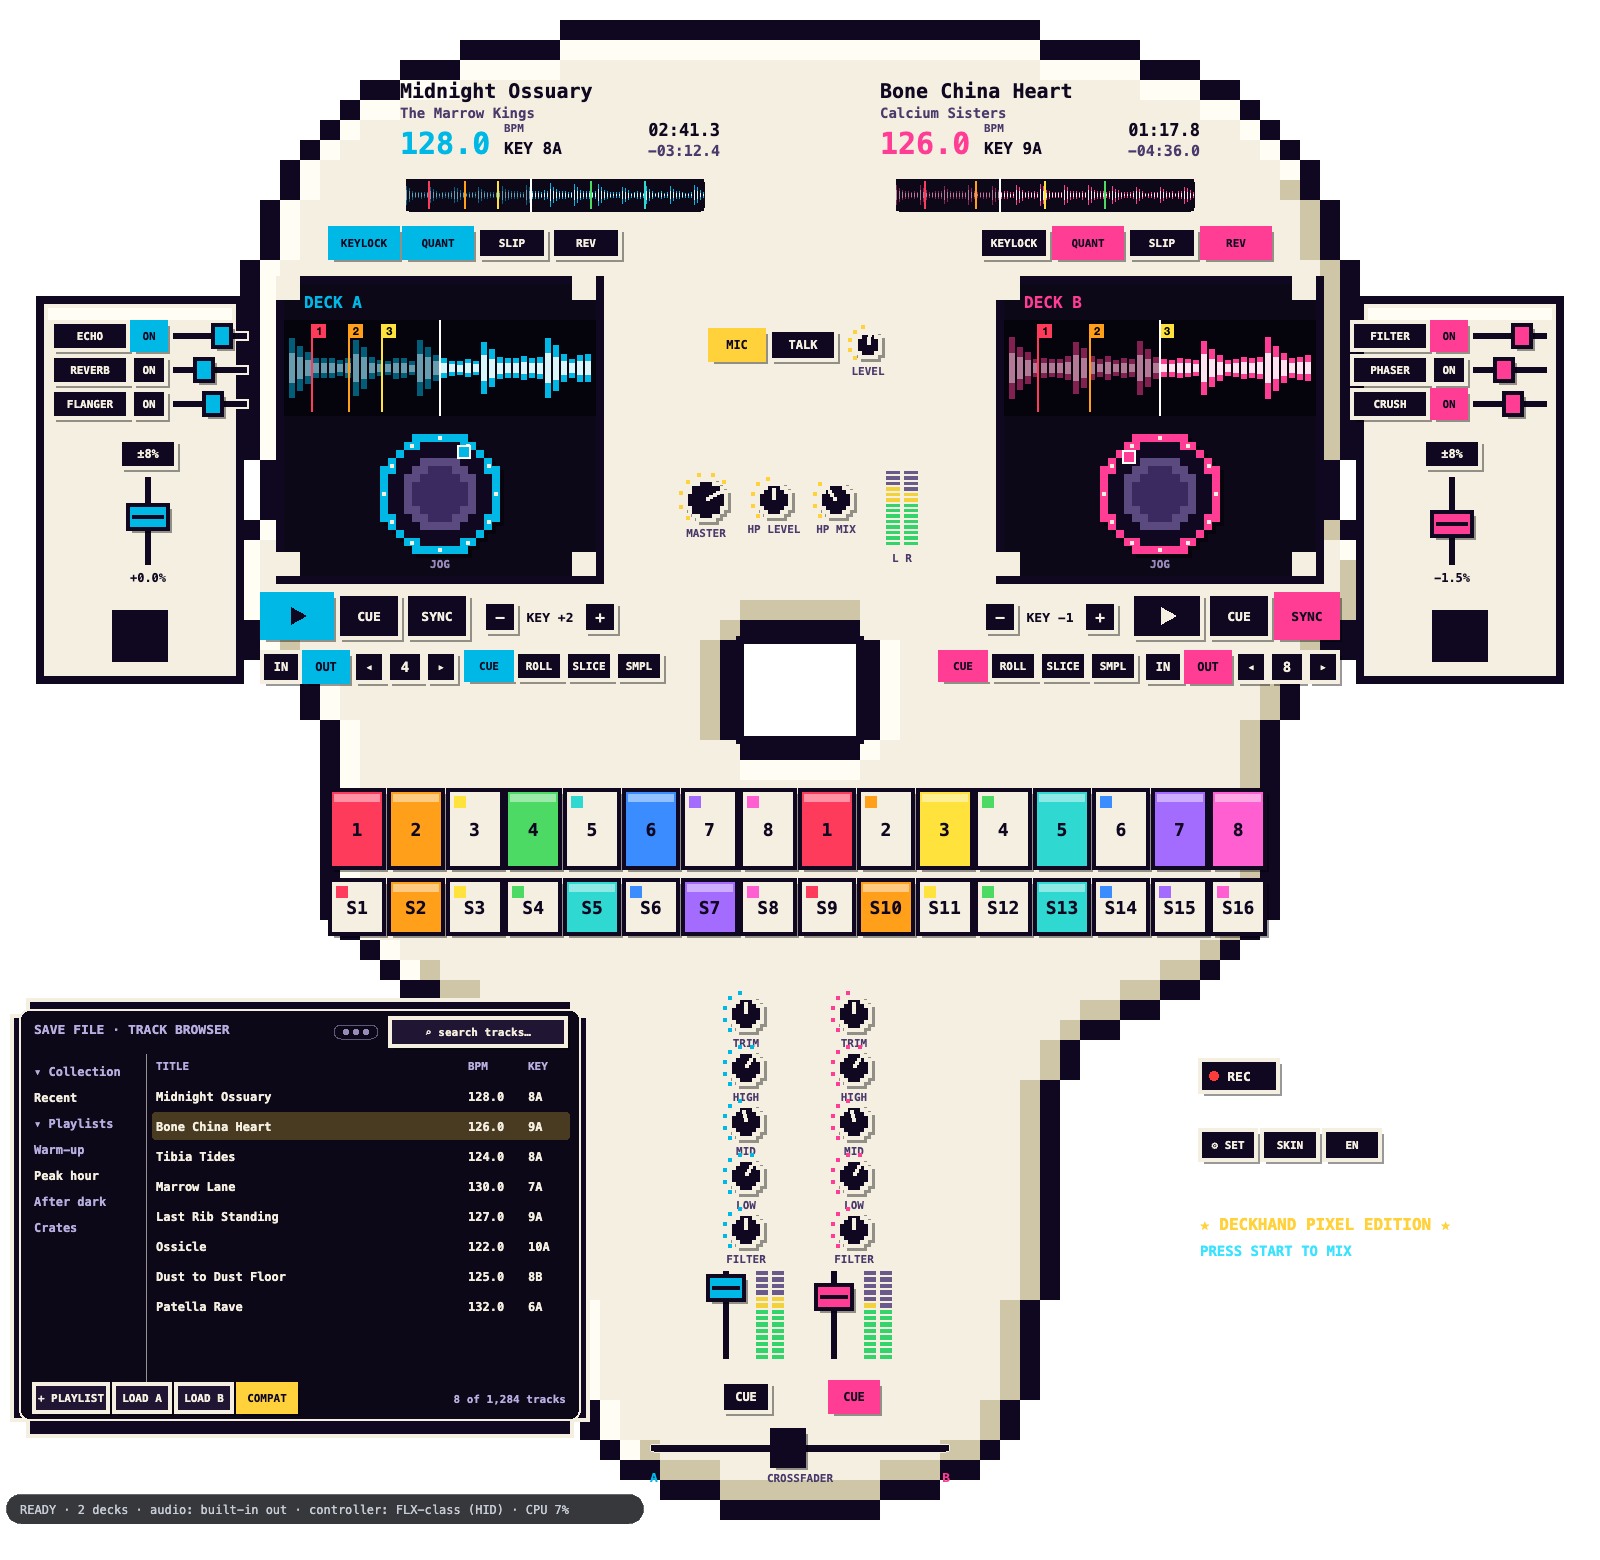 Midnight Ossuary
The Marrow Kings
128.0 BPM KEY 8A
02:41.3
−03:12.4
Bone China Heart
Calcium Sisters
126.0 BPM KEY 9A
01:17.8
−04:36.0
KEYLOCK QUANT SLIP REV
KEYLOCK QUANT SLIP REV
DECK A
1 2 3
JOG
DECK B
1 2 3
JOG
ECHO ON
REVERB ON
FLANGER ON
±8%
+0.0%
MIC TALK LEVEL
MASTER HP LEVEL HP MIX L R
FILTER ON
PHASER ON
CRUSH ON
±8%
−1.5%
CUE SYNC − KEY +2 +
− KEY −1 + CUE SYNC
IN OUT ◂ 4 ▸ CUE ROLL SLICE SMPL
CUE ROLL SLICE SMPL IN OUT ◂ 8 ▸
1 2 3 4 5 6 7 8 1 2 3 4 5 6 7 8
S1 S2 S3 S4 S5 S6 S7 S8 S9 S10 S11 S12 S13 S14 S15 S16
SAVE FILE · TRACK BROWSER
⌕ search tracks…
▾ Collection
Recent
▾ Playlists
Warm−up
Peak hour
After dark
Crates
TITLE BPM KEY
Midnight Ossuary 128.0 8A
Bone China Heart 126.0 9A
Tibia Tides 124.0 8A
Marrow Lane 130.0 7A
Last Rib Standing 127.0 9A
Ossicle 122.0 10A
Dust to Dust Floor 125.0 8B
Patella Rave 132.0 6A
+ PLAYLIST LOAD A LOAD B COMPAT
8 of 1,284 tracks
TRIM TRIM
HIGH HIGH
MID MID
LOW LOW
FILTER FILTER
CUE CUE
A CROSSFADER B
REC
⚙ SET SKIN EN
★ DECKHAND PIXEL EDITION ★
PRESS START TO MIX
READY · 2 decks · audio: built−in out · controller: FLX−class (HID) · CPU 7%